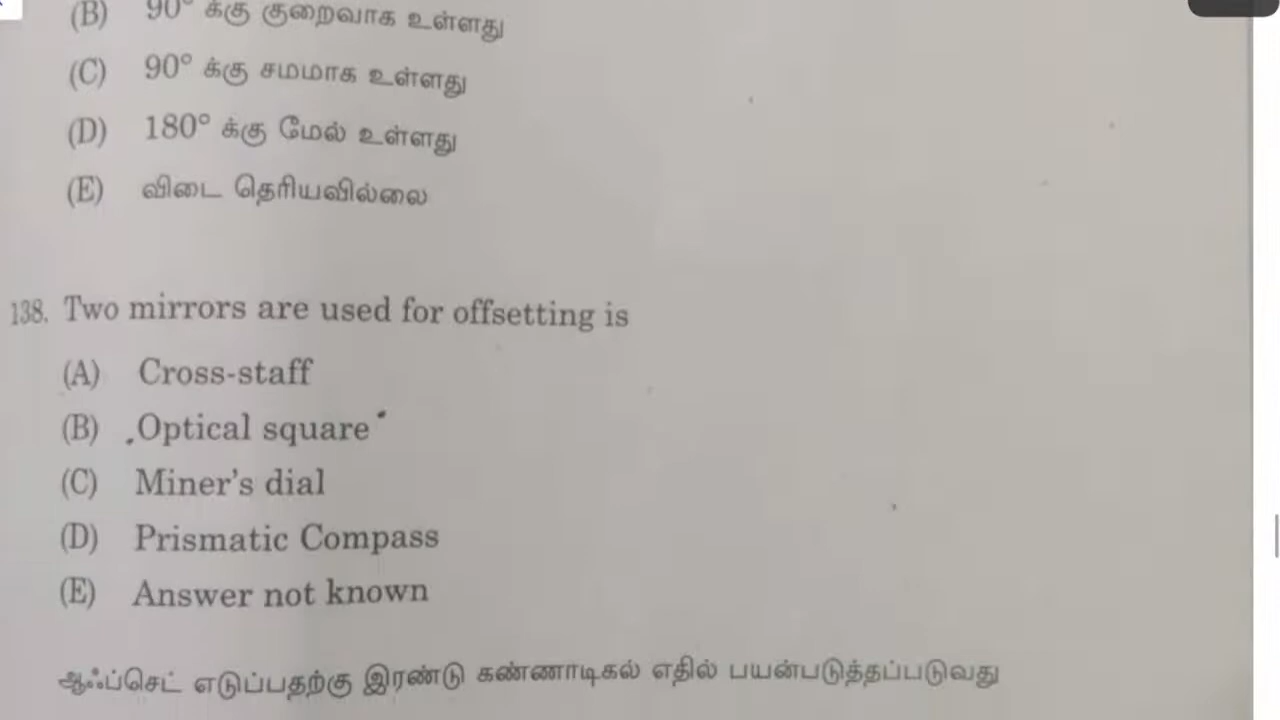 (B) 90° க்கு குறைவாக உள்ளது
(C) 90° க்கு சமமாக உள்ளது
(D) 180° க்கு மேல் உள்ளது
(E) விடை தெரியவில்லை
138. Two mirrors are used for offsetting is
(A) Cross-staff
(B) Optical square
(C) Miner's dial
(D) Prismatic Compass
(E) Answer not known
ஆஃப்செட் எடுப்பதற்கு இரண்டு கண்ணாடிகல் எதில் பயன்படுத்தப்படுவது